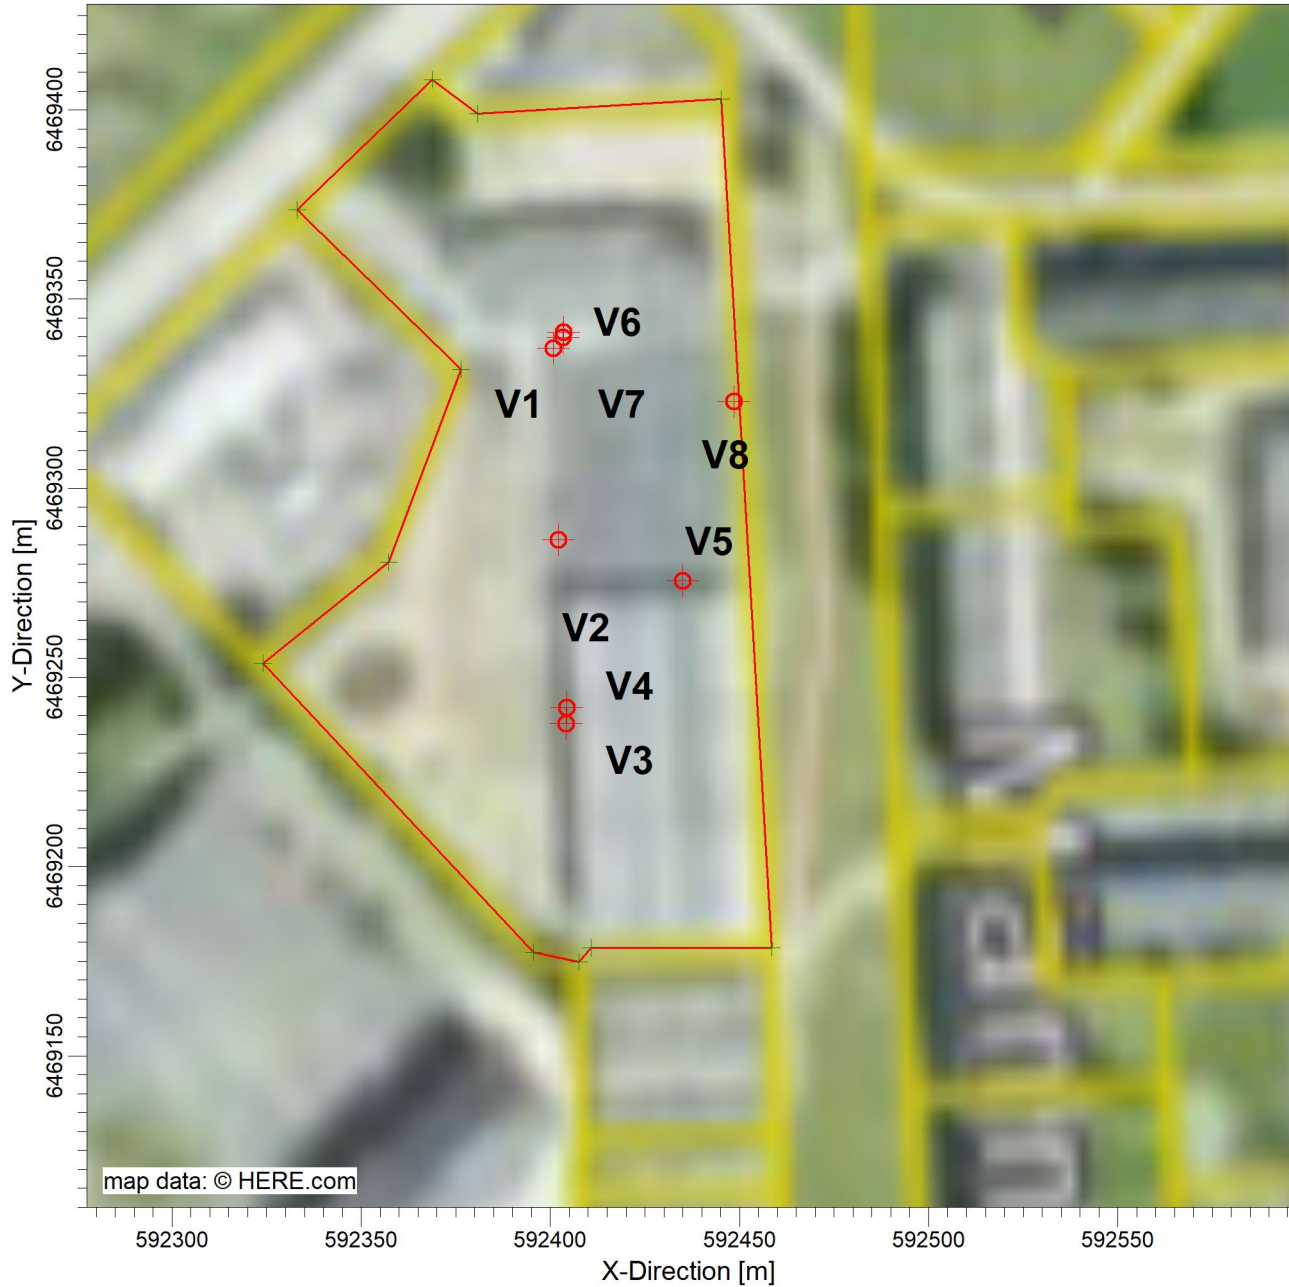 6469400
6469350
6469300
6469250
6469200
6469150
Y-Direction [m]
V6
V1
V7
V8
V5
V2
V4
V3
map data: © HERE.com
592300
592350
592400
592450
592500
592550
X-Direction [m]